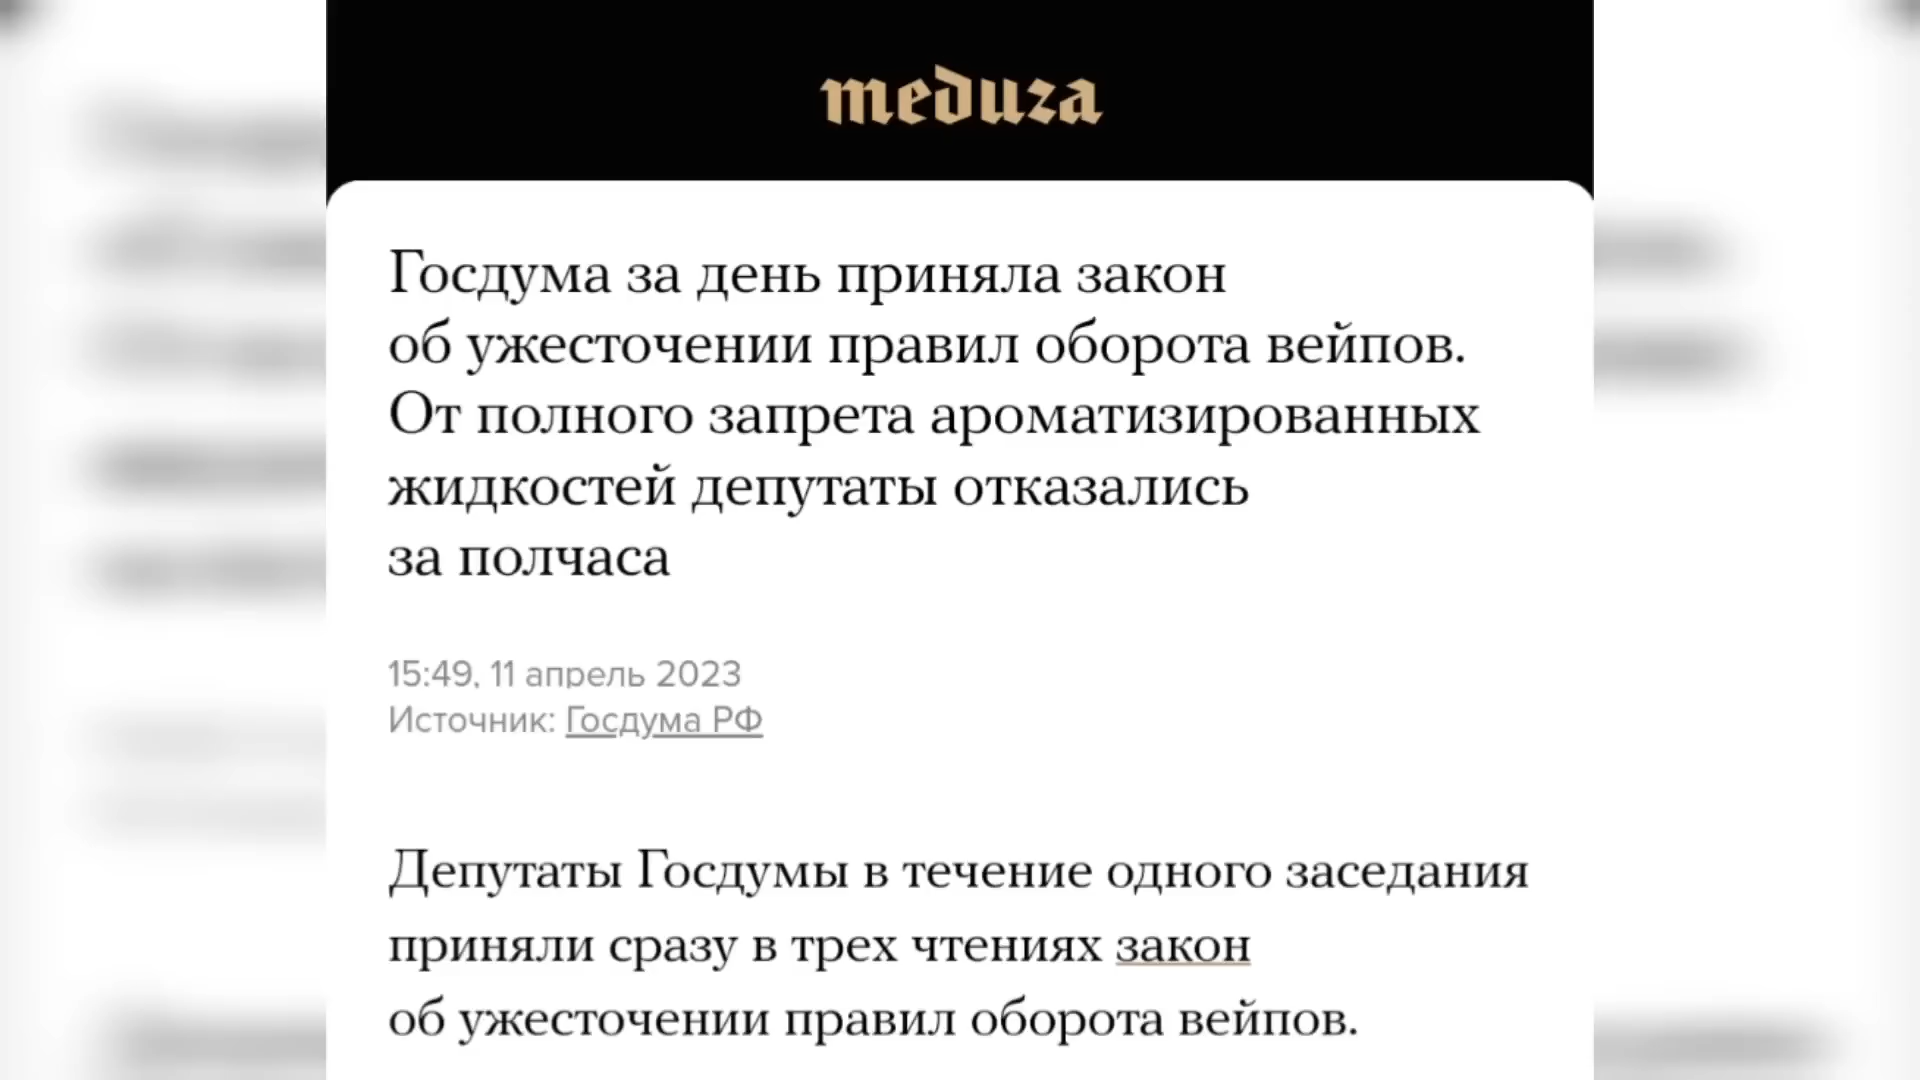 meduza
Госдума за день приняла закон
об ужесточении правил оборота вейпов.
От полного запрета ароматизированных
жидкостей депутаты отказались
за полчаса
15:49, 11 апрель 2023
Источник: Госдума РФ
Депутаты Госдумы в течение одного заседания
приняли сразу в трех чтениях закон
об ужесточении правил оборота вейпов.